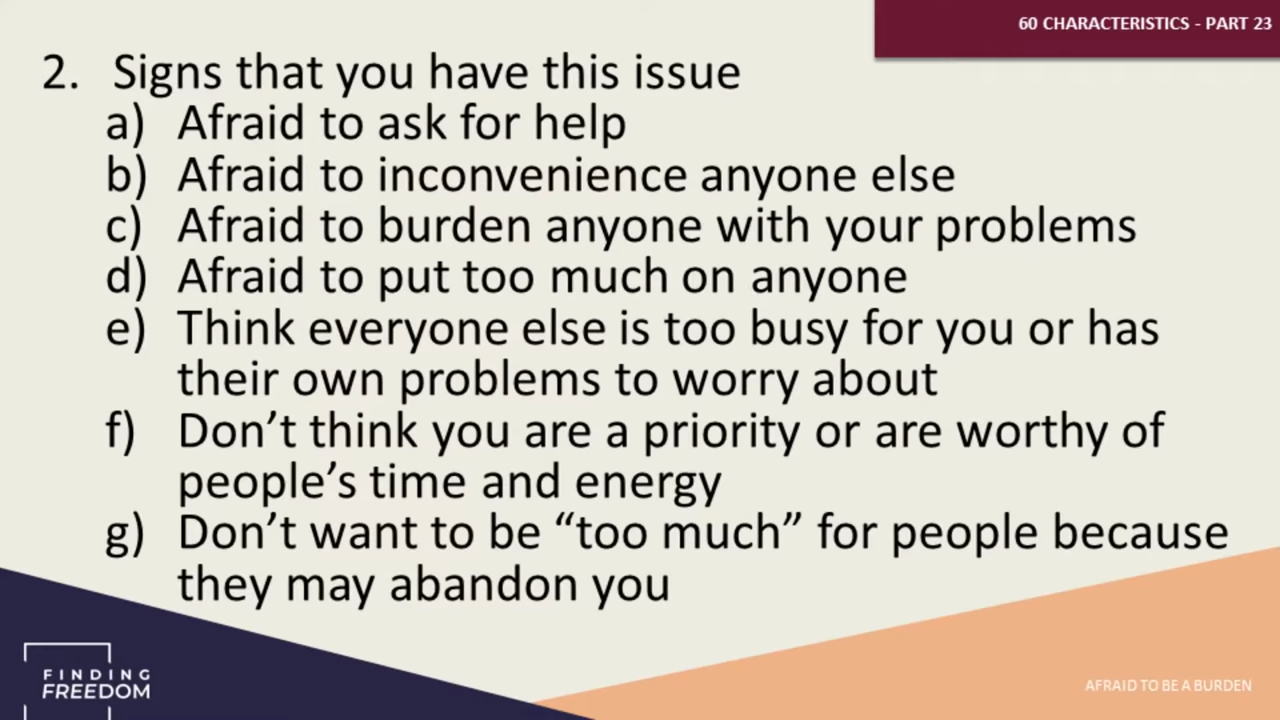 60 CHARACTERISTICS - PART 23
2. Signs that you have this issue
a) Afraid to ask for help
b) Afraid to inconvenience anyone else
c) Afraid to burden anyone with your problems
d) Afraid to put too much on anyone
e) Think everyone else is too busy for you or has
their own problems to worry about
f) Don’t think you are a priority or are worthy of
people’s time and energy
g) Don’t want to be “too much” for people because
they may abandon you
FINDING
FREEDOM
AFRAID TO BE A BURDEN